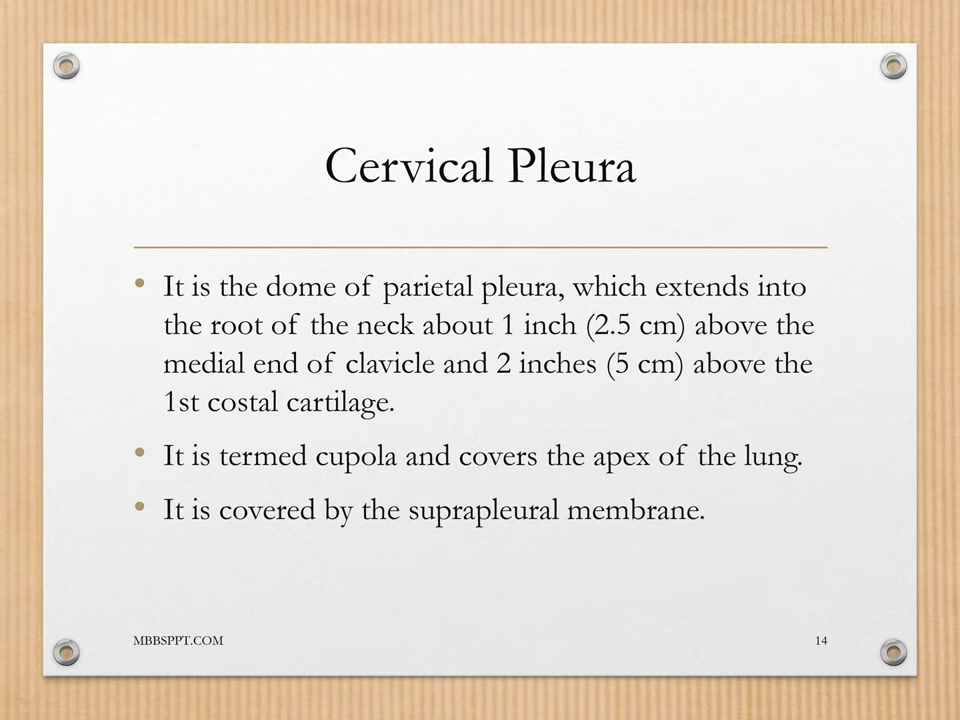 Cervical Pleura
• It is the dome of parietal pleura, which extends into
the root of the neck about 1 inch (2.5 cm) above the
medial end of clavicle and 2 inches (5 cm) above the
1st costal cartilage.
• It is termed cupola and covers the apex of the lung.
• It is covered by the suprapleural membrane.
MBBSPPT.COM
14